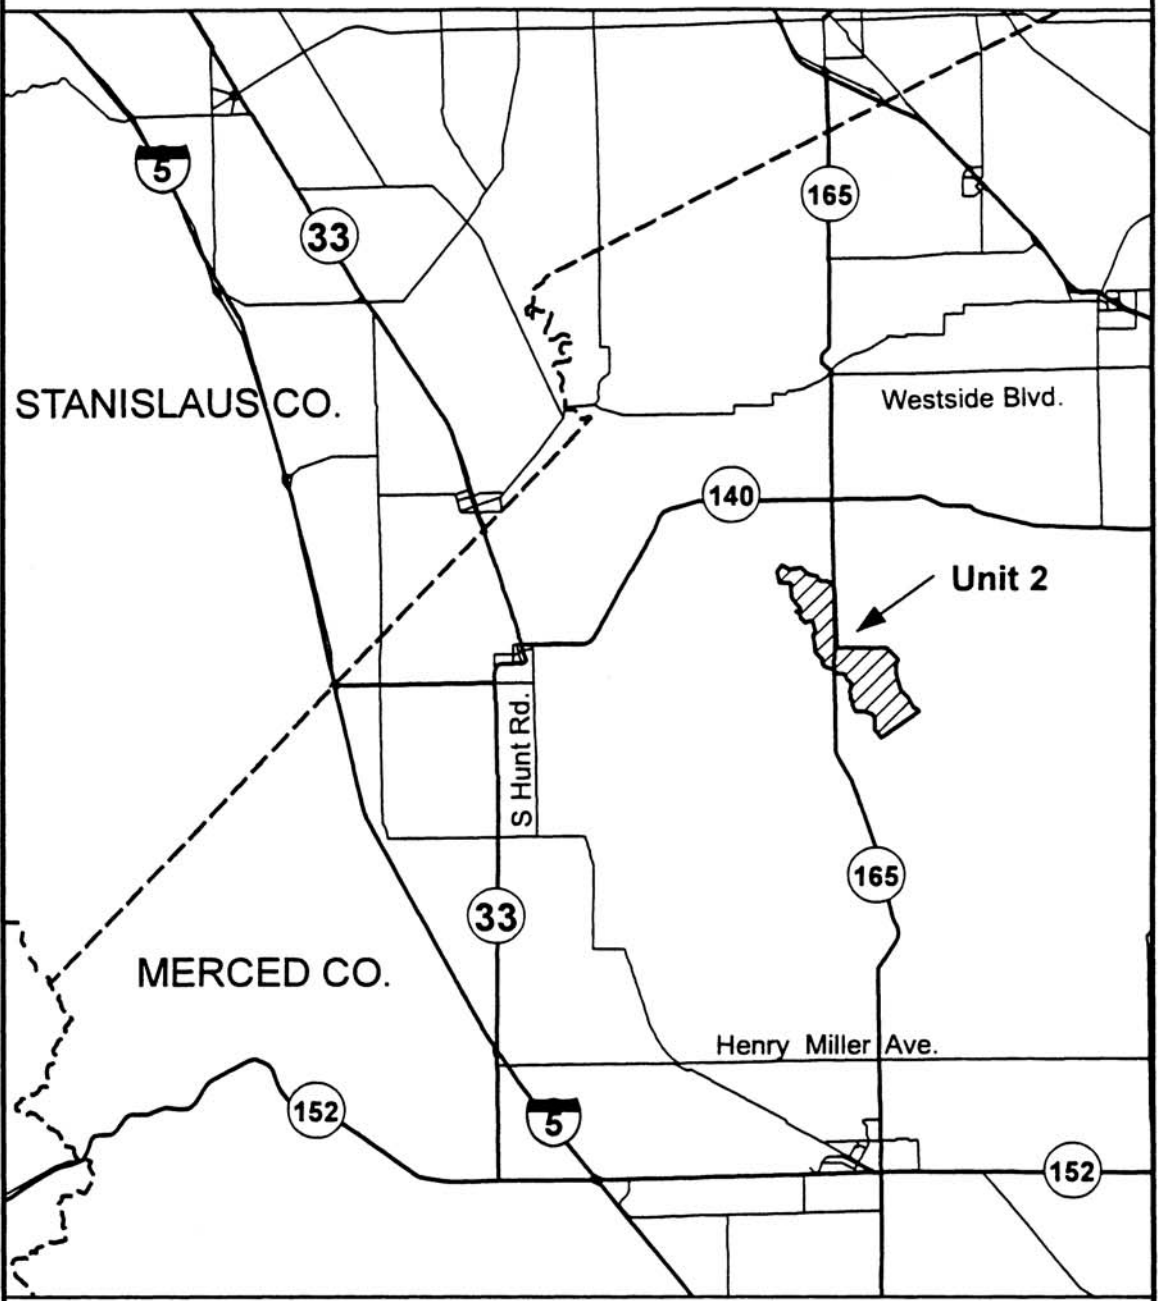 5
165
33
STANISLAUS CO.
Westside Blvd.
140
Unit 2
S Hunt Rd.
165
33
MERCED CO.
Henry Miller Ave.
152
5
152